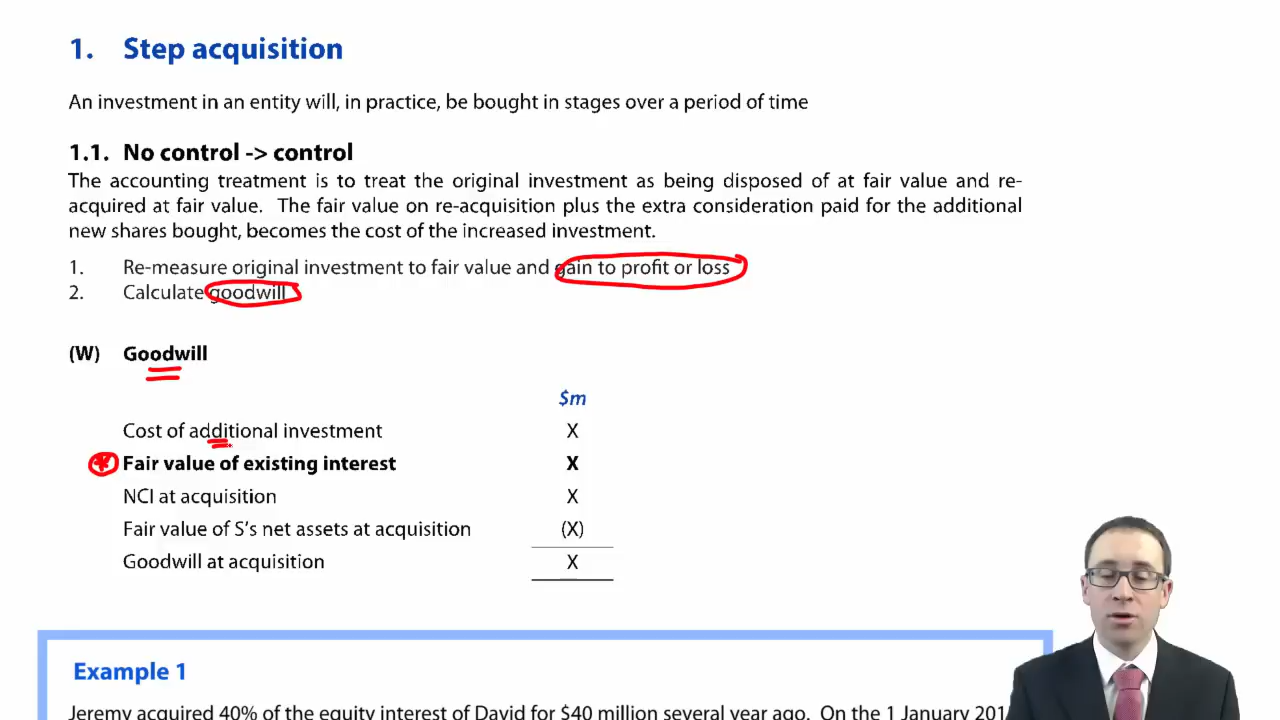 1. Step acquisition
An investment in an entity will, in practice, be bought in stages over a period of time
1.1. No control -> control
The accounting treatment is to treat the original investment as being disposed of at fair value and re-
acquired at fair value. The fair value on re-acquisition plus the extra consideration paid for the additional
new shares bought, becomes the cost of the increased investment.
1. Re-measure original investment to fair value and gain to profit or loss
2. Calculate goodwill
(W) Goodwill
$m
Cost of additional investment X
Fair value of existing interest X
NCI at acquisition X
Fair value of S's net assets at acquisition (X)
Goodwill at acquisition X
Example 1
Jeremy acquired 40% of the equity interest of David for $40 million several year ago. On the 1 January